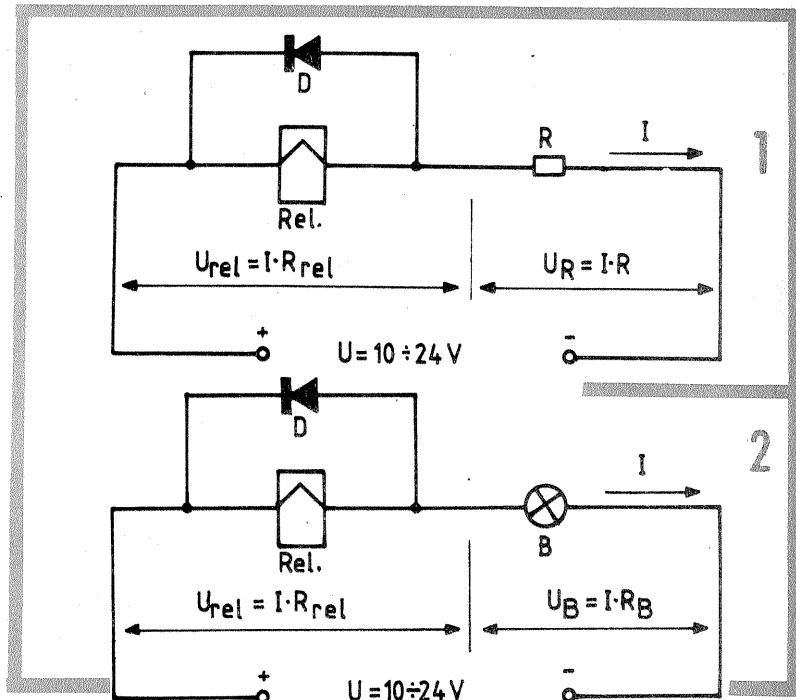 D
R
I
1
Rel.
Urel = I·Rrel
UR = I·R
+
U = 10 ÷ 24 V
-
D
I
2
Rel.
B
Urel = I·Rrel
UB = I·RB
+
U = 10÷24 V
-